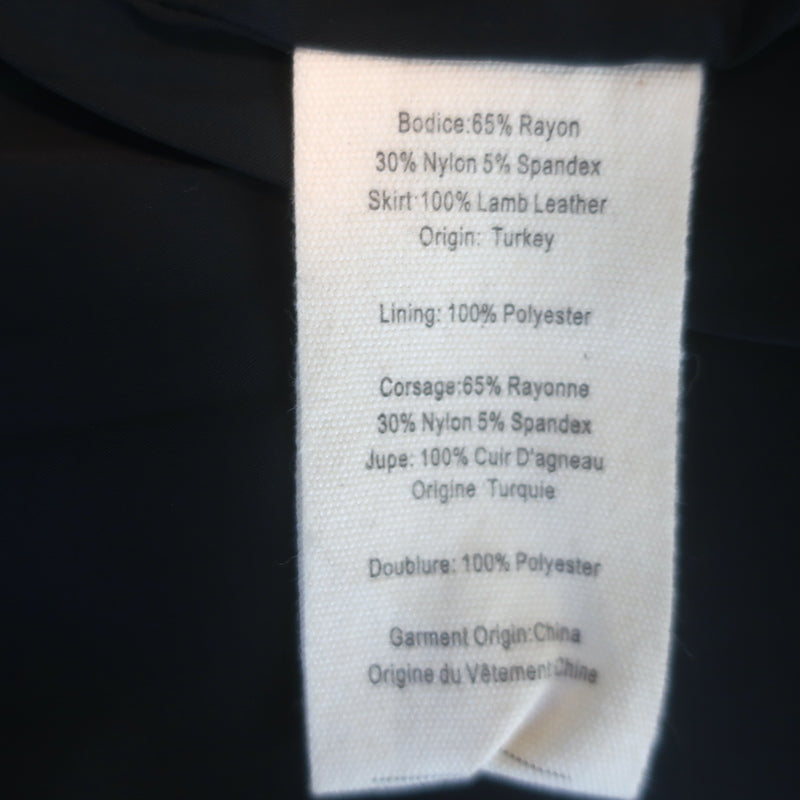 Bodice:65% Rayon
30% Nylon 5% Spandex
Skirt:100% Lamb Leather
Origin: Turkey
Lining: 100% Polyester
Corsage:65% Rayonne
30% Nylon 5% Spandex
Jupe: 100% Cuir D'agneau
Origine Turquie
Doublure: 100% Polyester
Garment Origin:China
Origine du Vêtement Chine